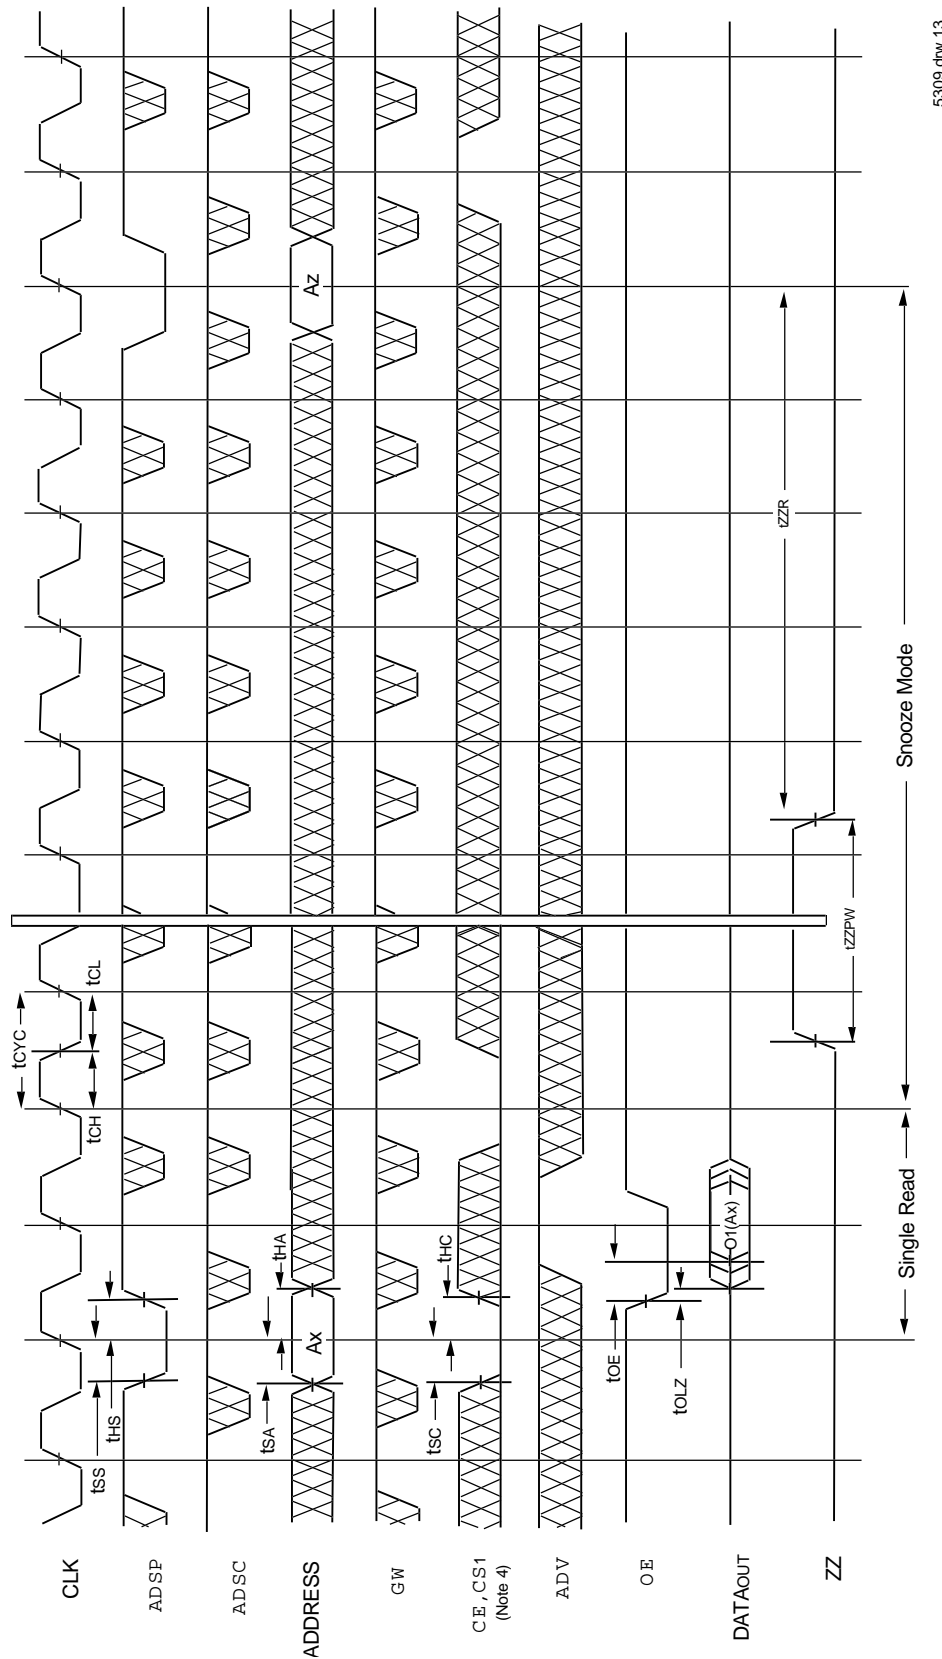 CLK
ADSP
ADSC
ADDRESS
GW
CE,CS1
(Note 4)
ADV
OE
DATAOUT
ZZ
tSS
tHS
tSA
tHA
tSC
tHC
tOE
tOLZ
tCYC
tCH
tCL
Ax
Az
O1(Ax)
tZZPW
tZZR
Single Read
Snooze Mode
5309 drw 13